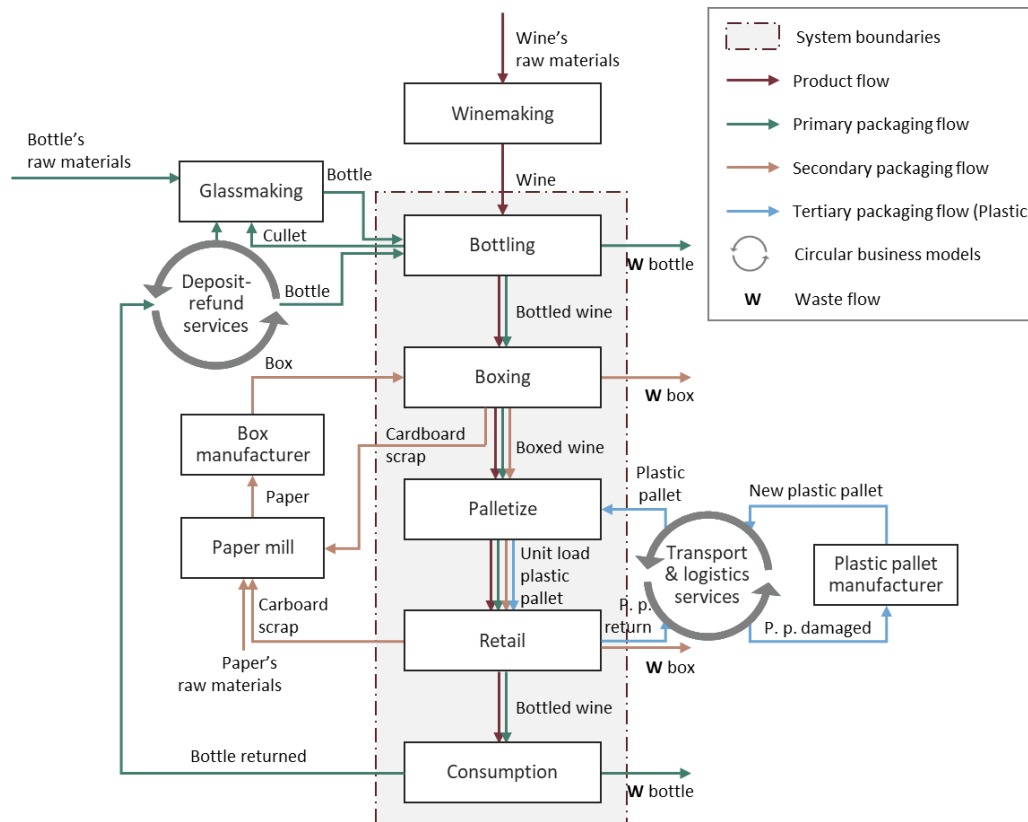 Wine's
raw materials
Winemaking
Wine
Bottle's
raw materials
Glassmaking
Bottle
Cullet
Bottling
W bottle
Deposit-
refund
services
Bottle
Bottled wine
Box
Boxing
W box
Box
manufacturer
Cardboard
scrap
Boxed wine
Paper
Palletize
Plastic
pallet
New plastic pallet
Paper mill
Transport
& logistics
services
Plastic pallet
manufacturer
Unit load
plastic
pallet
Carboard
scrap
Retail
P. p.
return
P. p. damaged
W box
Paper's
raw materials
Bottled wine
Bottle returned
Consumption
W bottle
System boundaries
Product flow
Primary packaging flow
Secondary packaging flow
Tertiary packaging flow (Plastic
Circular business models
W Waste flow